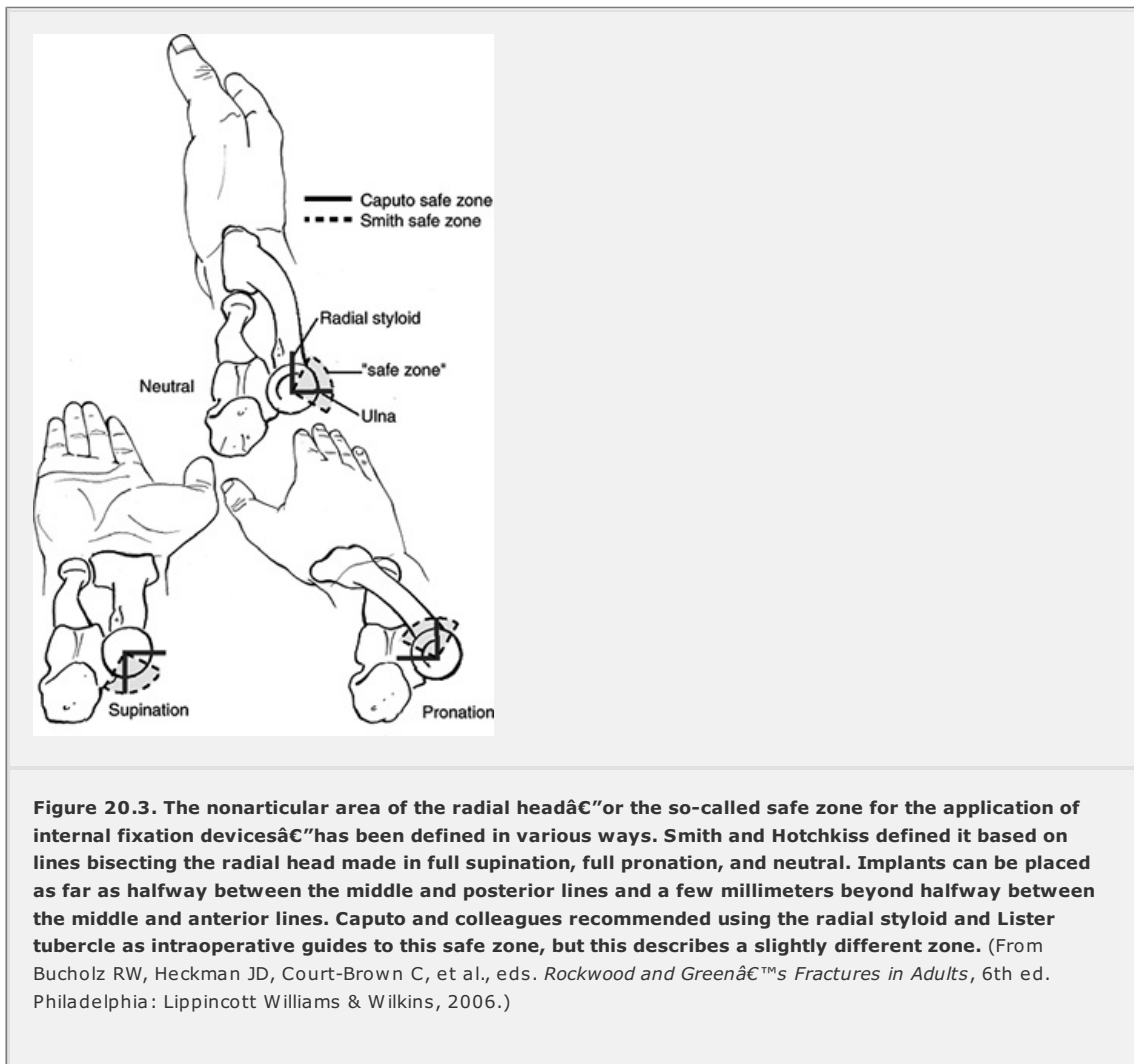 Caputo safe zone
Smith safe zone
Radial styloid
"safe zone"
Neutral
Ulna
Supination
Pronation
Figure 20.3. The nonarticular area of the radial headâ€”or the so-called safe zone for the application of
internal fixation devicesâ€”has been defined in various ways. Smith and Hotchkiss defined it based on
lines bisecting the radial head made in full supination, full pronation, and neutral. Implants can be placed
as far as halfway between the middle and posterior lines and a few millimeters beyond halfway between
the middle and anterior lines. Caputo and colleagues recommended using the radial styloid and Lister
tubercle as intraoperative guides to this safe zone, but this describes a slightly different zone. (From
Bucholz RW, Heckman JD, Court-Brown C, et al., eds. Rockwood and Greenâ€™s Fractures in Adults, 6th ed.
Philadelphia: Lippincott Williams & Wilkins, 2006.)